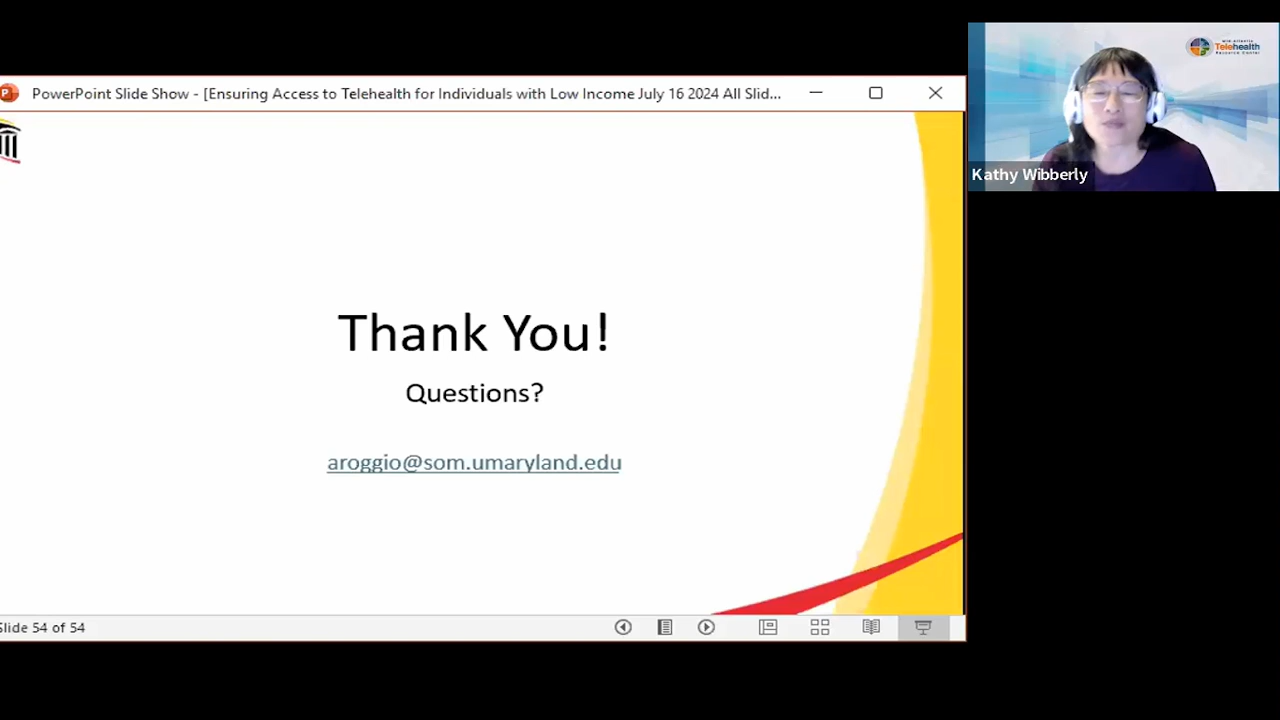 PowerPoint Slide Show - [Ensuring Access to Telehealth for Individuals with Low Income July 16 2024 All Slid...
Thank You!
Questions?
aroggio@som.umaryland.edu
Slide 54 of 54
Telehealth
Kathy Wibberly